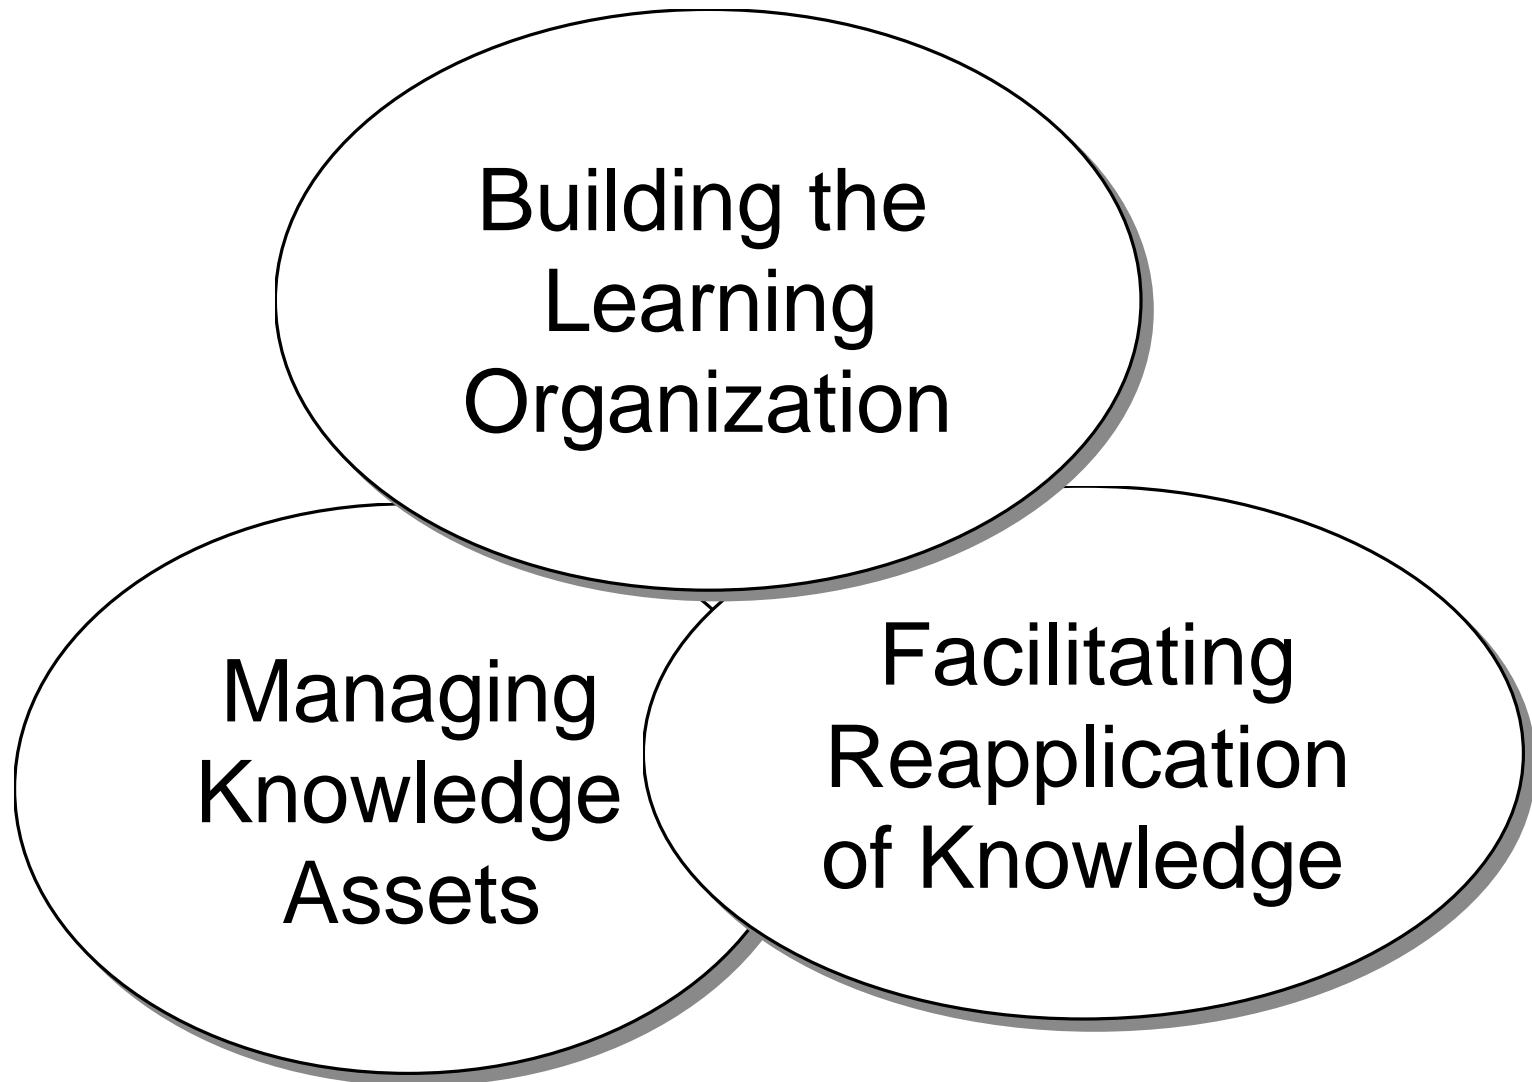 Building the
Learning
Organization
Managing
Knowledge
Assets
Facilitating
Reapplication
of Knowledge